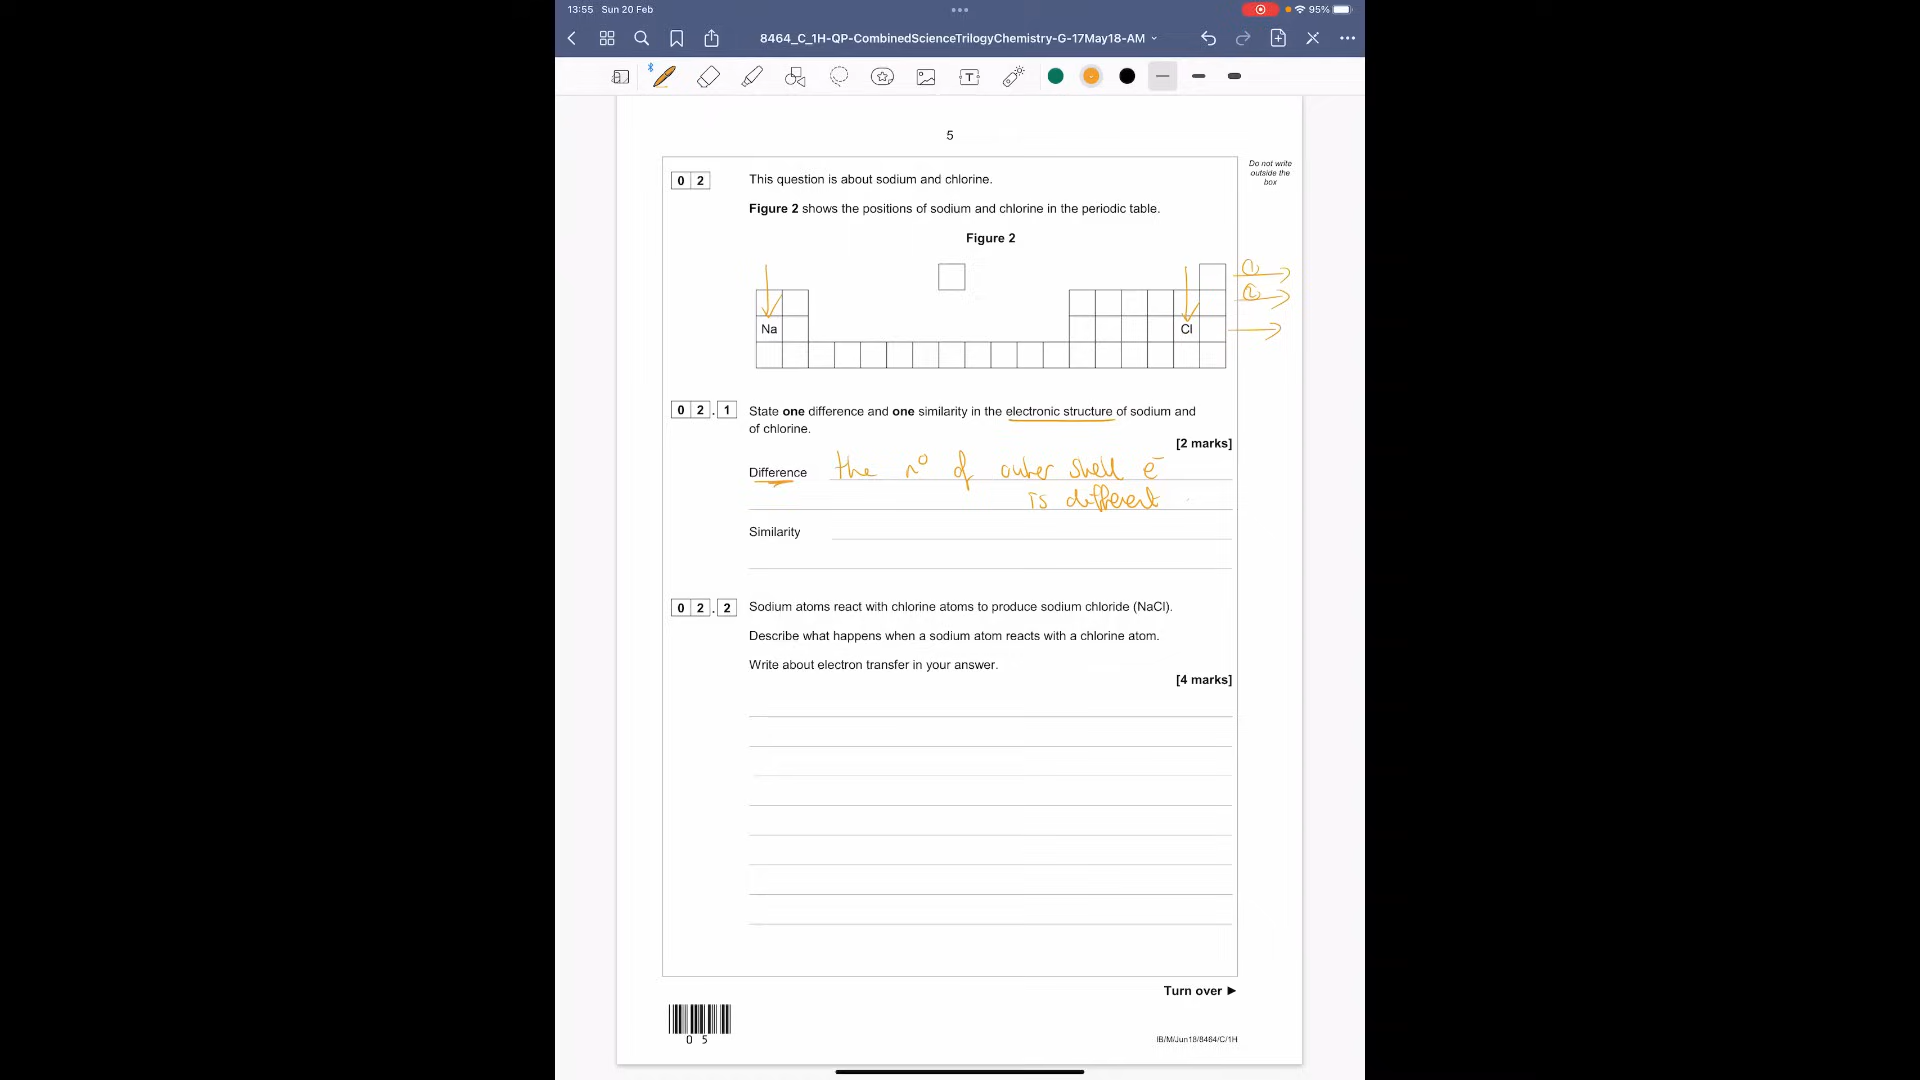 13:55 Sun 20 Feb
95%
8464_C_1H-QP-CombinedScienceTrilogyChemistry-G-17May18-AM
T
5
Do not write
outside the
box
0 2
This question is about sodium and chlorine.
Figure 2 shows the positions of sodium and chlorine in the periodic table.
Figure 2
1
2
Na
Cl
0 2 . 1
State one difference and one similarity in the electronic structure of sodium and
of chlorine.
[2 marks]
Difference the nº of outer shell e⁻
is different
Similarity
0 2 . 2
Sodium atoms react with chlorine atoms to produce sodium chloride (NaCl).
Describe what happens when a sodium atom reacts with a chlorine atom.
Write about electron transfer in your answer.
[4 marks]
Turn over ►
0 5
IB/M/Jun18/8464/C/1H